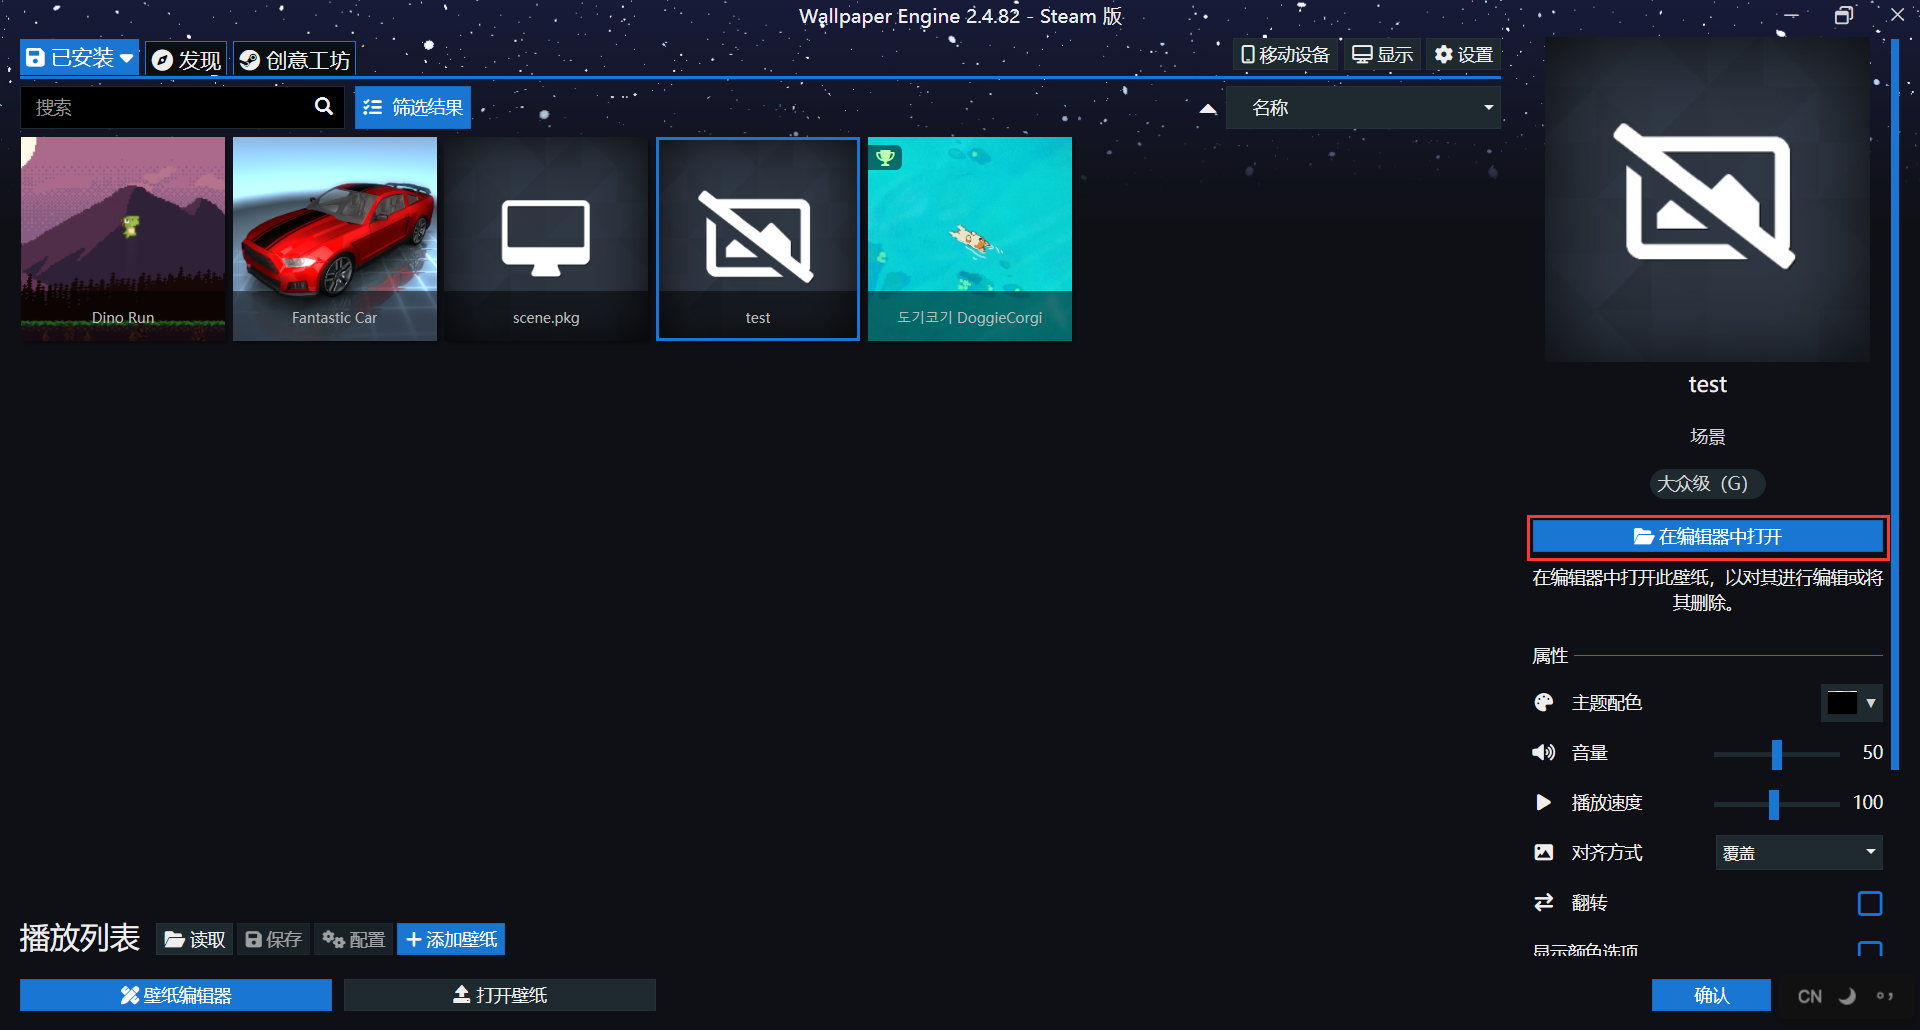 Wallpaper Engine 2.4.82 - Steam 版
已安装
发现
创意工坊
移动设备
显示
设置
搜索
筛选结果
名称
Dino Run
Fantastic Car
scene.pkg
test
도기코기 DoggieCorgi
test
场景
大众级（G）
在编辑器中打开
在编辑器中打开此壁纸，以对其进行编辑或将
其删除。
属性
主题配色
音量
50
播放速度
100
对齐方式
覆盖
翻转
显示颜色选项
播放列表
读取
保存
配置
添加壁纸
壁纸编辑器
打开壁纸
确认
CN